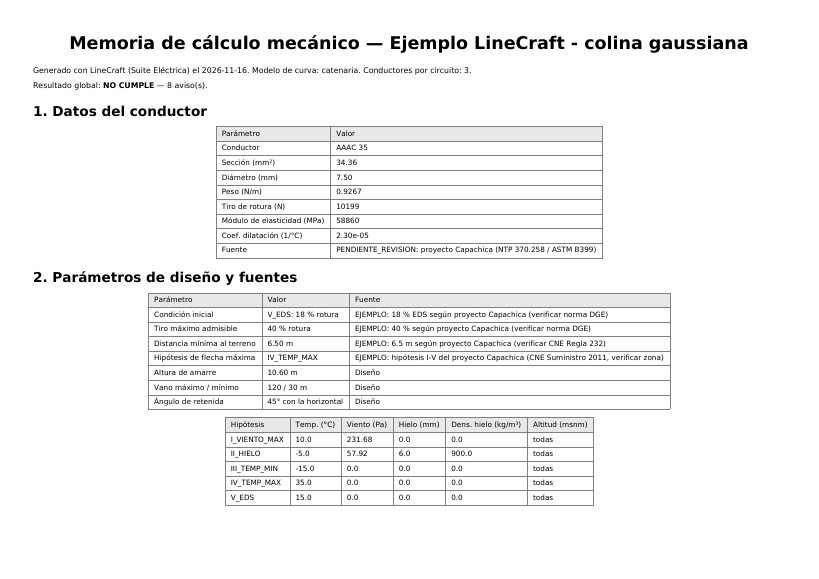 Memoria de cálculo mecánico — Ejemplo LineCraft - colina gaussiana
Generado con LineCraft (Suite Eléctrica) el 2026-11-16. Modelo de curva: catenaria. Conductores por circuito: 3.
Resultado global: NO CUMPLE — 8 aviso(s).
1. Datos del conductor
Parámetro Valor
Conductor AAAC 35
Sección (mm²) 34.36
Diámetro (mm) 7.50
Peso (N/m) 0.9267
Tiro de rotura (N) 10199
Módulo de elasticidad (MPa) 58860
Coef. dilatación (1/°C) 2.30e-05
Fuente PENDIENTE_REVISION: proyecto Capachica (NTP 370.258 / ASTM B399)
2. Parámetros de diseño y fuentes
Parámetro Valor Fuente
Condición inicial V_EDS: 18 % rotura EJEMPLO: 18 % EDS según proyecto Capachica (verificar norma DGE)
Tiro máximo admisible 40 % rotura EJEMPLO: 40 % según proyecto Capachica (verificar norma DGE)
Distancia mínima al terreno 6.50 m EJEMPLO: 6.5 m según proyecto Capachica (verificar CNE Regla 232)
Hipótesis de flecha máxima IV_TEMP_MAX EJEMPLO: hipótesis I-V del proyecto Capachica (CNE Suministro 2011, verificar zona)
Altura de amarre 10.60 m Diseño
Vano máximo / mínimo 120 / 30 m Diseño
Ángulo de retenida 45° con la horizontal Diseño
Hipótesis Temp. (°C) Viento (Pa) Hielo (mm) Dens. hielo (kg/m³) Altitud (msnm)
I_VIENTO_MAX 10.0 231.68 0.0 0.0 todas
II_HIELO -5.0 57.92 6.0 900.0 todas
III_TEMP_MIN -15.0 0.0 0.0 0.0 todas
IV_TEMP_MAX 35.0 0.0 0.0 0.0 todas
V_EDS 15.0 0.0 0.0 0.0 todas